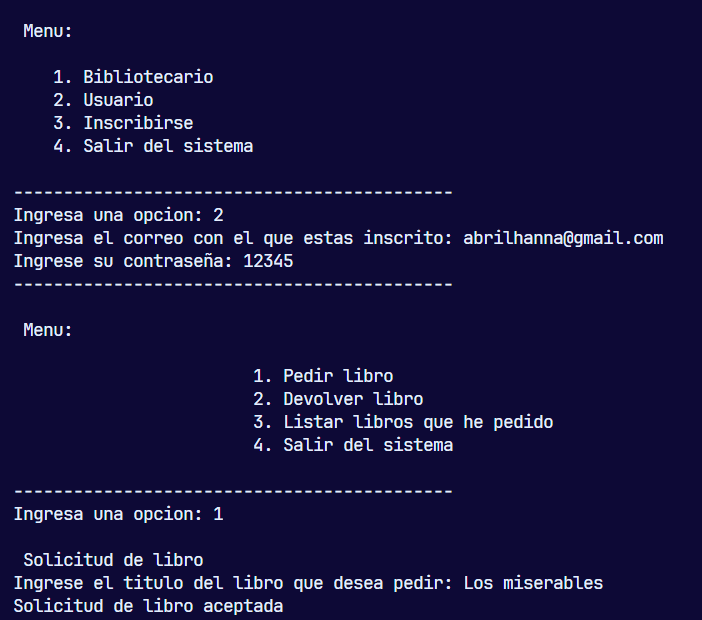 Menu:
1. Bibliotecario
2. Usuario
3. Inscribirse
4. Salir del sistema
--------------------------------------------
Ingresa una opcion: 2
Ingresa el correo con el que estas inscrito: abrilhanna@gmail.com
Ingrese su contraseña: 12345
--------------------------------------------
Menu:
1. Pedir libro
2. Devolver libro
3. Listar libros que he pedido
4. Salir del sistema
--------------------------------------------
Ingresa una opcion: 1
Solicitud de libro
Ingrese el titulo del libro que desea pedir: Los miserables
Solicitud de libro aceptada